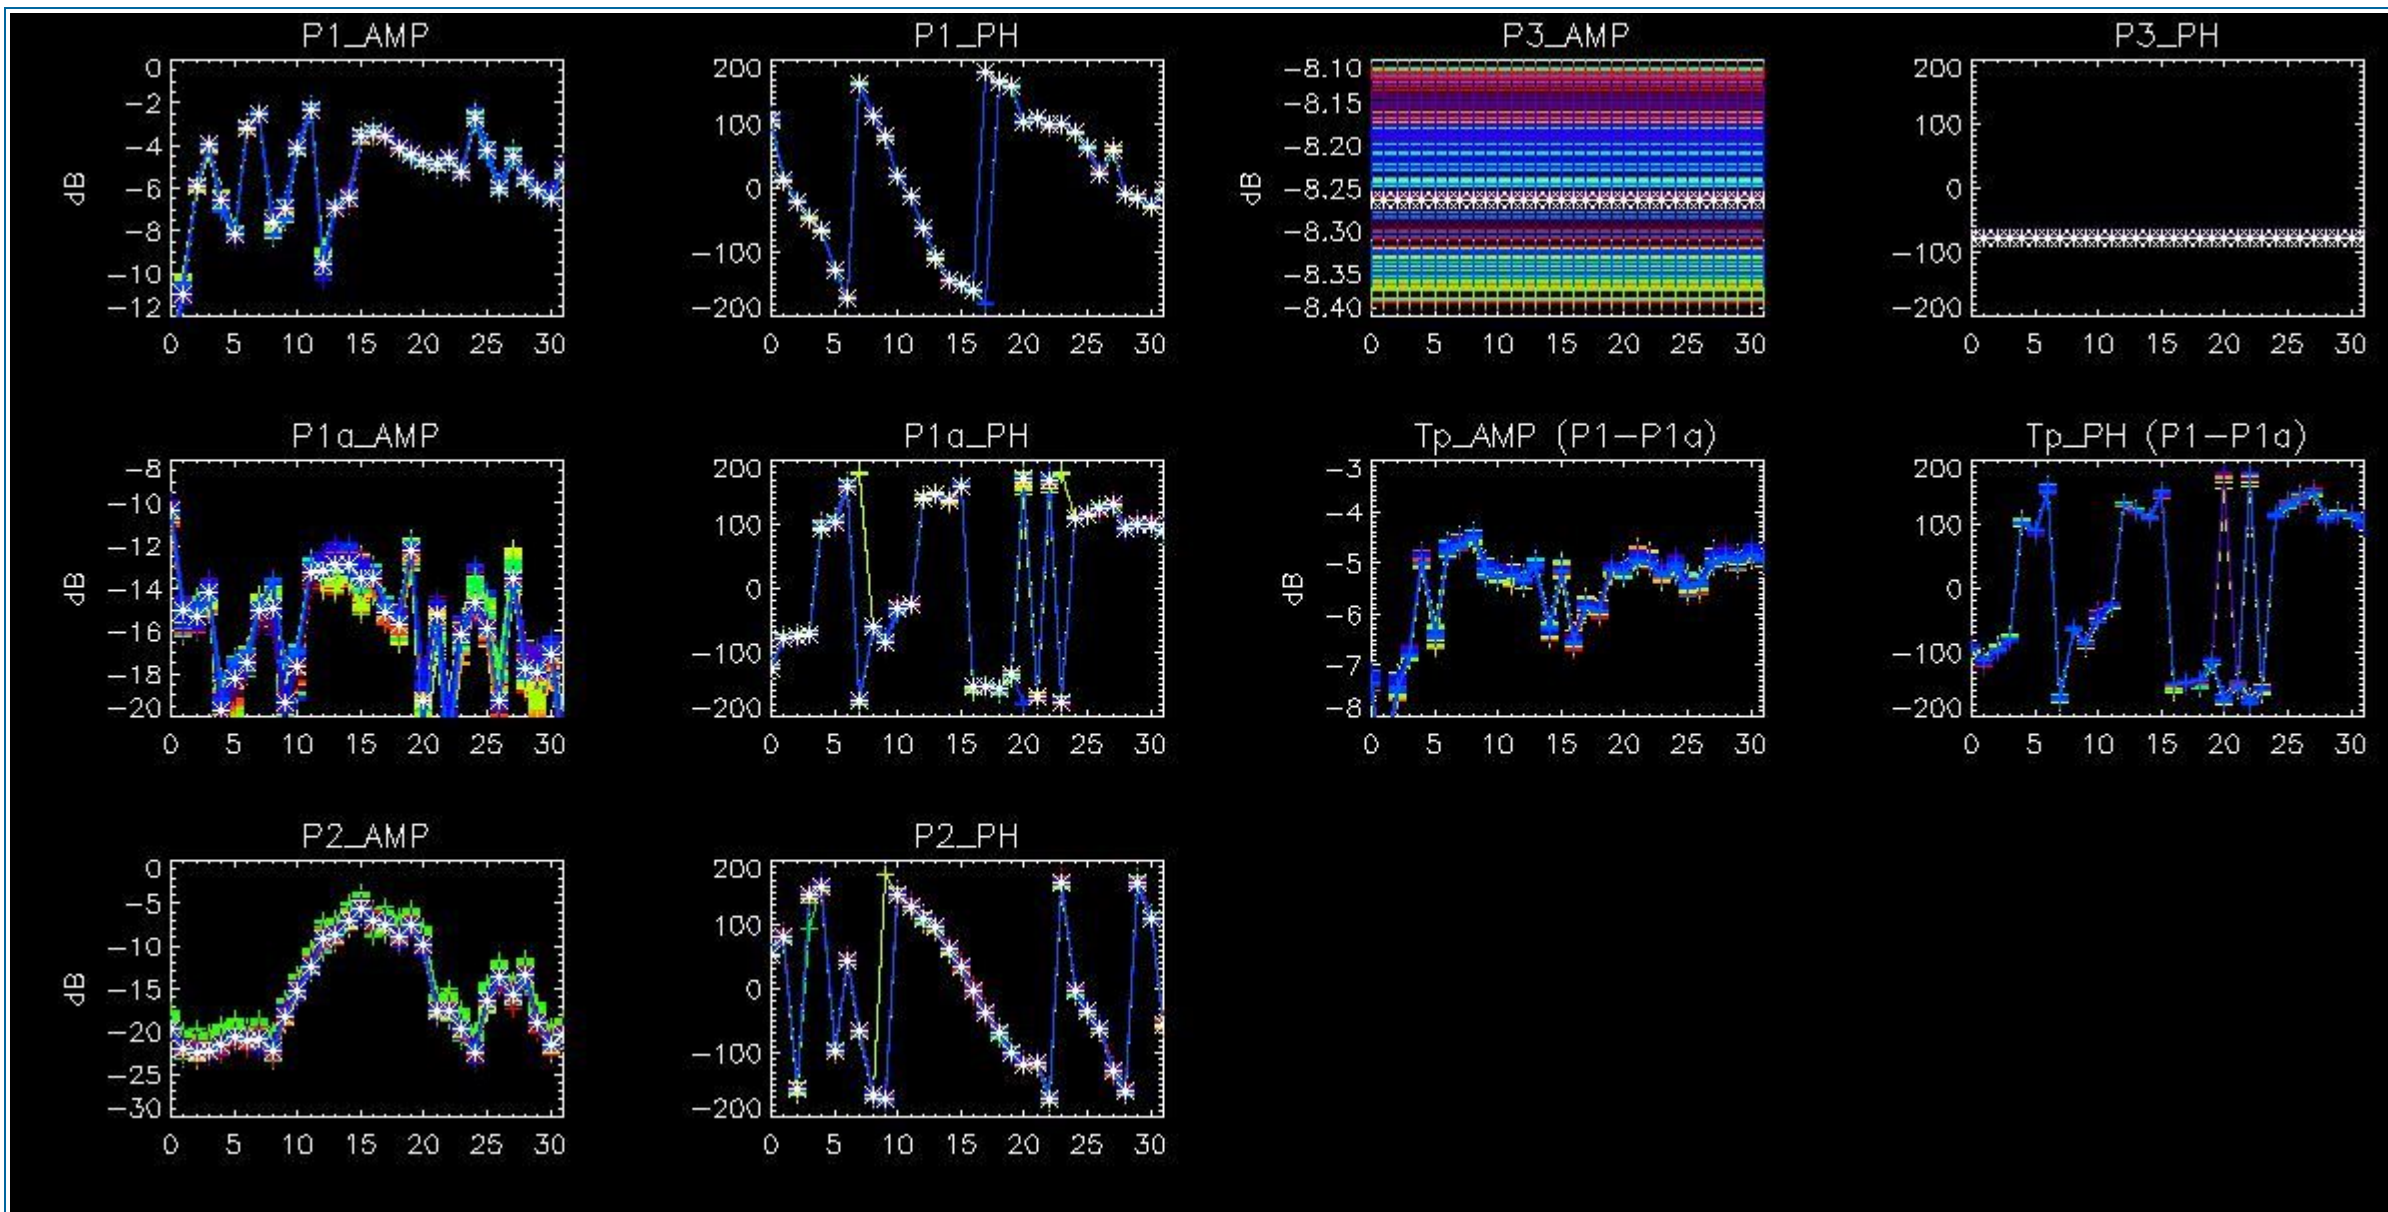 P1_AMP
0
−2
−4
−6
−8
−10
−12
dB
0 5 10 15 20 25 30
P1_PH
200
100
0
−100
−200
0 5 10 15 20 25 30
P3_AMP
−8.10
−8.15
−8.20
−8.25
−8.30
−8.35
−8.40
dB
0 5 10 15 20 25 30
P3_PH
200
100
0
−100
−200
0 5 10 15 20 25 30
P1a_AMP
−8
−10
−12
−14
−16
−18
−20
dB
0 5 10 15 20 25 30
P1a_PH
200
100
0
−100
−200
0 5 10 15 20 25 30
Tp_AMP (P1−P1a)
−3
−4
−5
−6
−7
−8
dB
0 5 10 15 20 25 30
Tp_PH (P1−P1a)
200
100
0
−100
−200
0 5 10 15 20 25 30
P2_AMP
0
−5
−10
−15
−20
−25
−30
dB
0 5 10 15 20 25 30
P2_PH
200
100
0
−100
−200
0 5 10 15 20 25 30